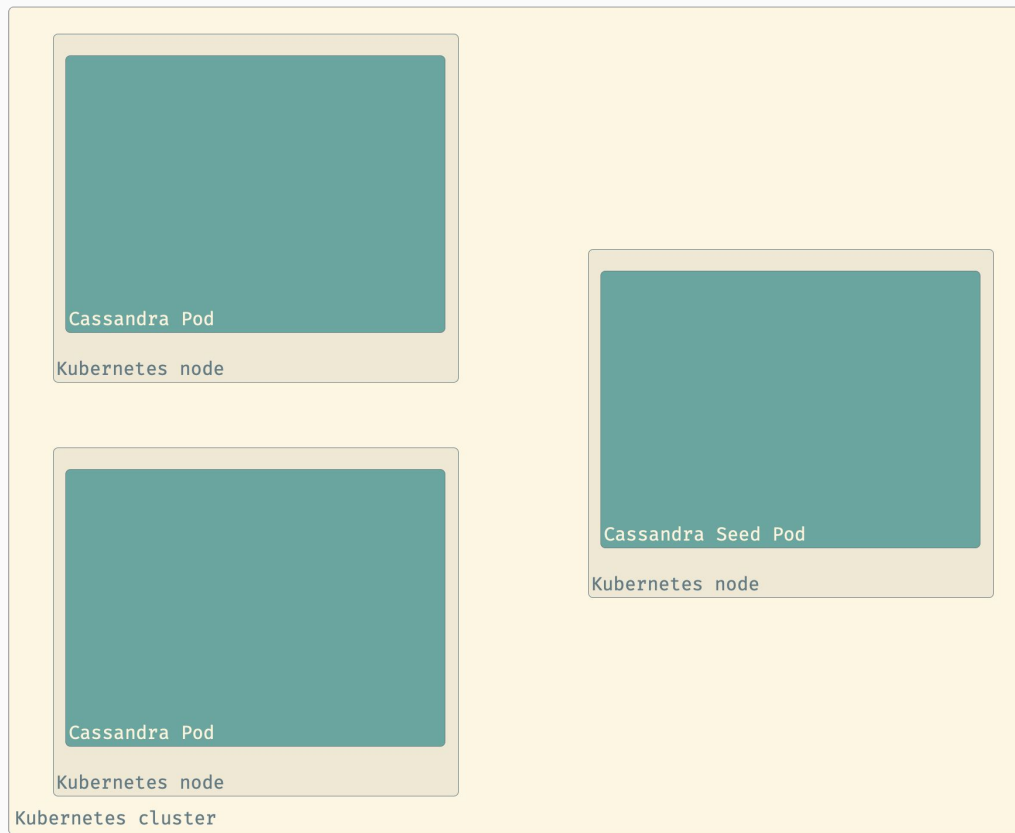 Cassandra Pod
Kubernetes node
Cassandra Seed Pod
Kubernetes node
Cassandra Pod
Kubernetes node
Kubernetes cluster